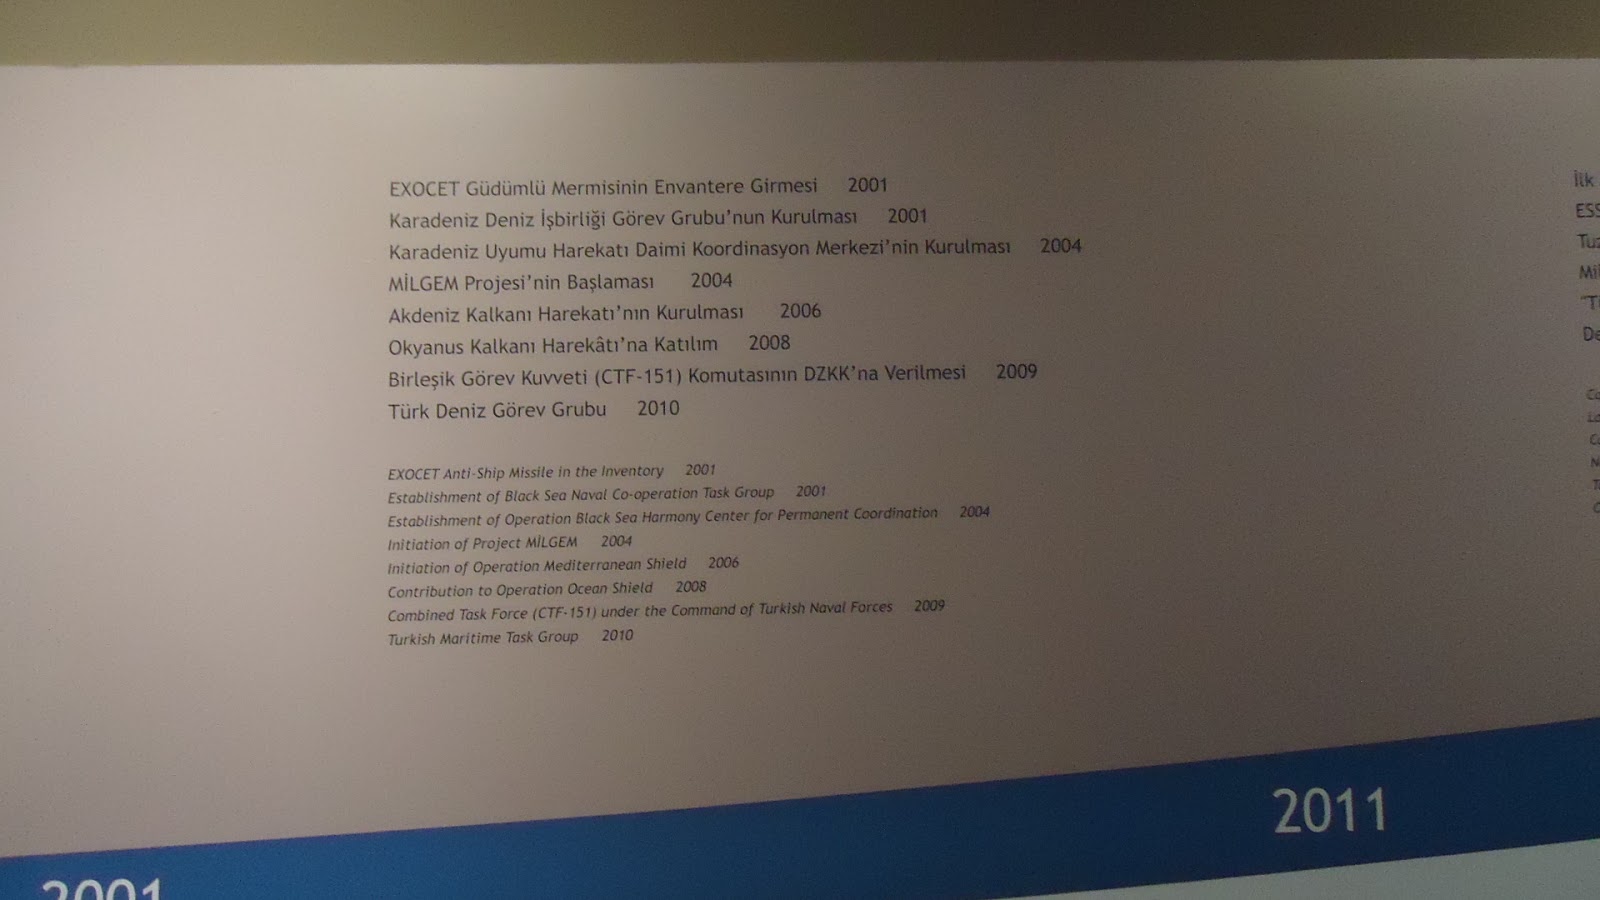 EXOCET Güdümlü Mermisinin Envantere Girmesi 2001
Karadeniz Deniz İşbirliği Görev Grubu'nun Kurulması 2001
Karadeniz Uyumu Harekatı Daimi Koordinasyon Merkezi'nin Kurulması 2004
MİLGEM Projesi'nin Başlaması 2004
Akdeniz Kalkanı Harekatı'nın Kurulması 2006
Okyanus Kalkanı Harekâtı'na Katılım 2008
Birleşik Görev Kuvveti (CTF-151) Komutasının DZKK'na Verilmesi 2009
Türk Deniz Görev Grubu 2010
EXOCET Anti-Ship Missile in the Inventory 2001
Establishment of Black Sea Naval Co-operation Task Group 2001
Establishment of Operation Black Sea Harmony Center for Permanent Coordination 2004
Initiation of Project MİLGEM 2004
Initiation of Operation Mediterranean Shield 2006
Contribution to Operation Ocean Shield 2008
Combined Task Force (CTF-151) under the Command of Turkish Naval Forces 2009
Turkish Maritime Task Group 2010
İlk
2001
2011